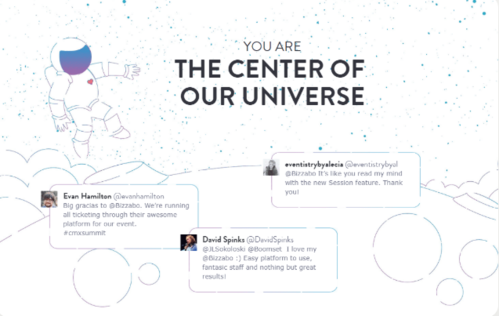 YOU ARE
THE CENTER OF
OUR UNIVERSE
eventistrybyalecia @eventistrybyal
@Bizzabo It's like you read my mind
with the new Session feature. Thank
you!
Evan Hamilton @evanhamilton
Big gracias to @Bizzabo. We're running
all ticketing through their awesome
platform for our event.
#cmxsummit
David Spinks @DavidSpinks
@JLSokoloski @Boomset I love my
@Bizzabo :) Easy platform to use,
fantasic staff and nothing but great
results!